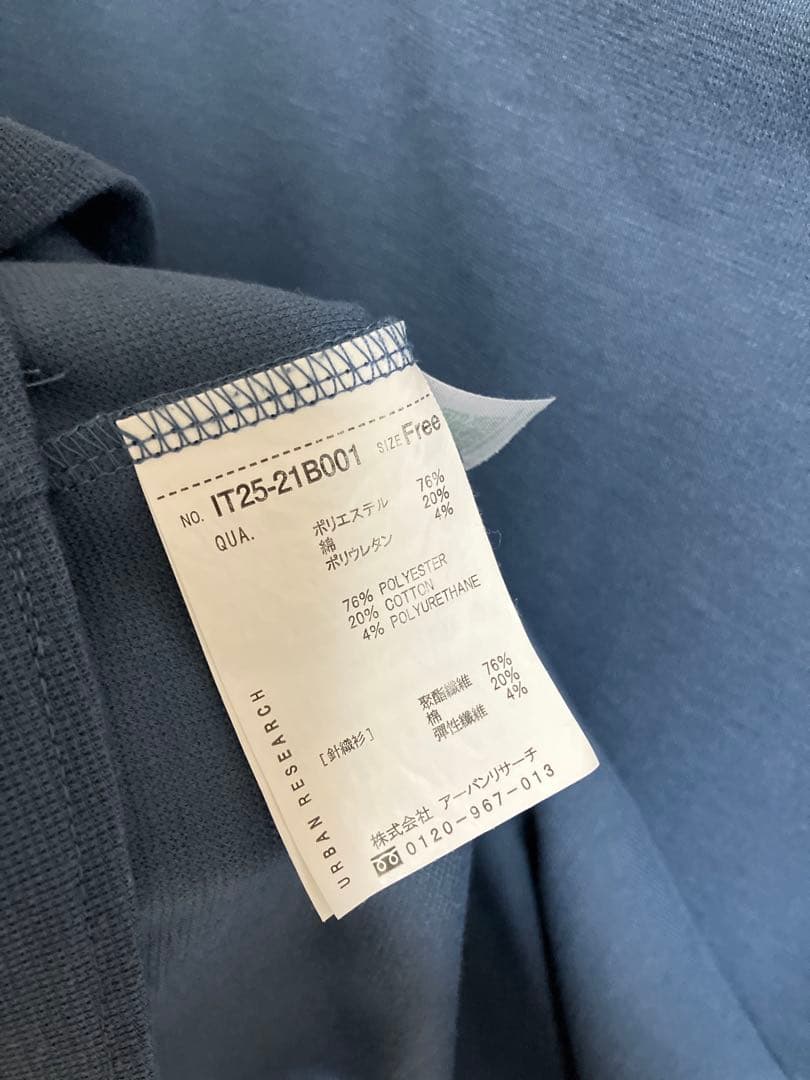 NO. IT25-21B001 SIZE Free
QUA.
ポリエステル 76%
綿 20%
ポリウレタン 4%
76% POLYESTER
20% COTTON
4% POLYURETHANE
聚酯纖維 76%
棉 20%
[針織衫] 彈性纖維 4%
URBAN RESEARCH
株式会社 アーバンリサーチ
0120-967-013